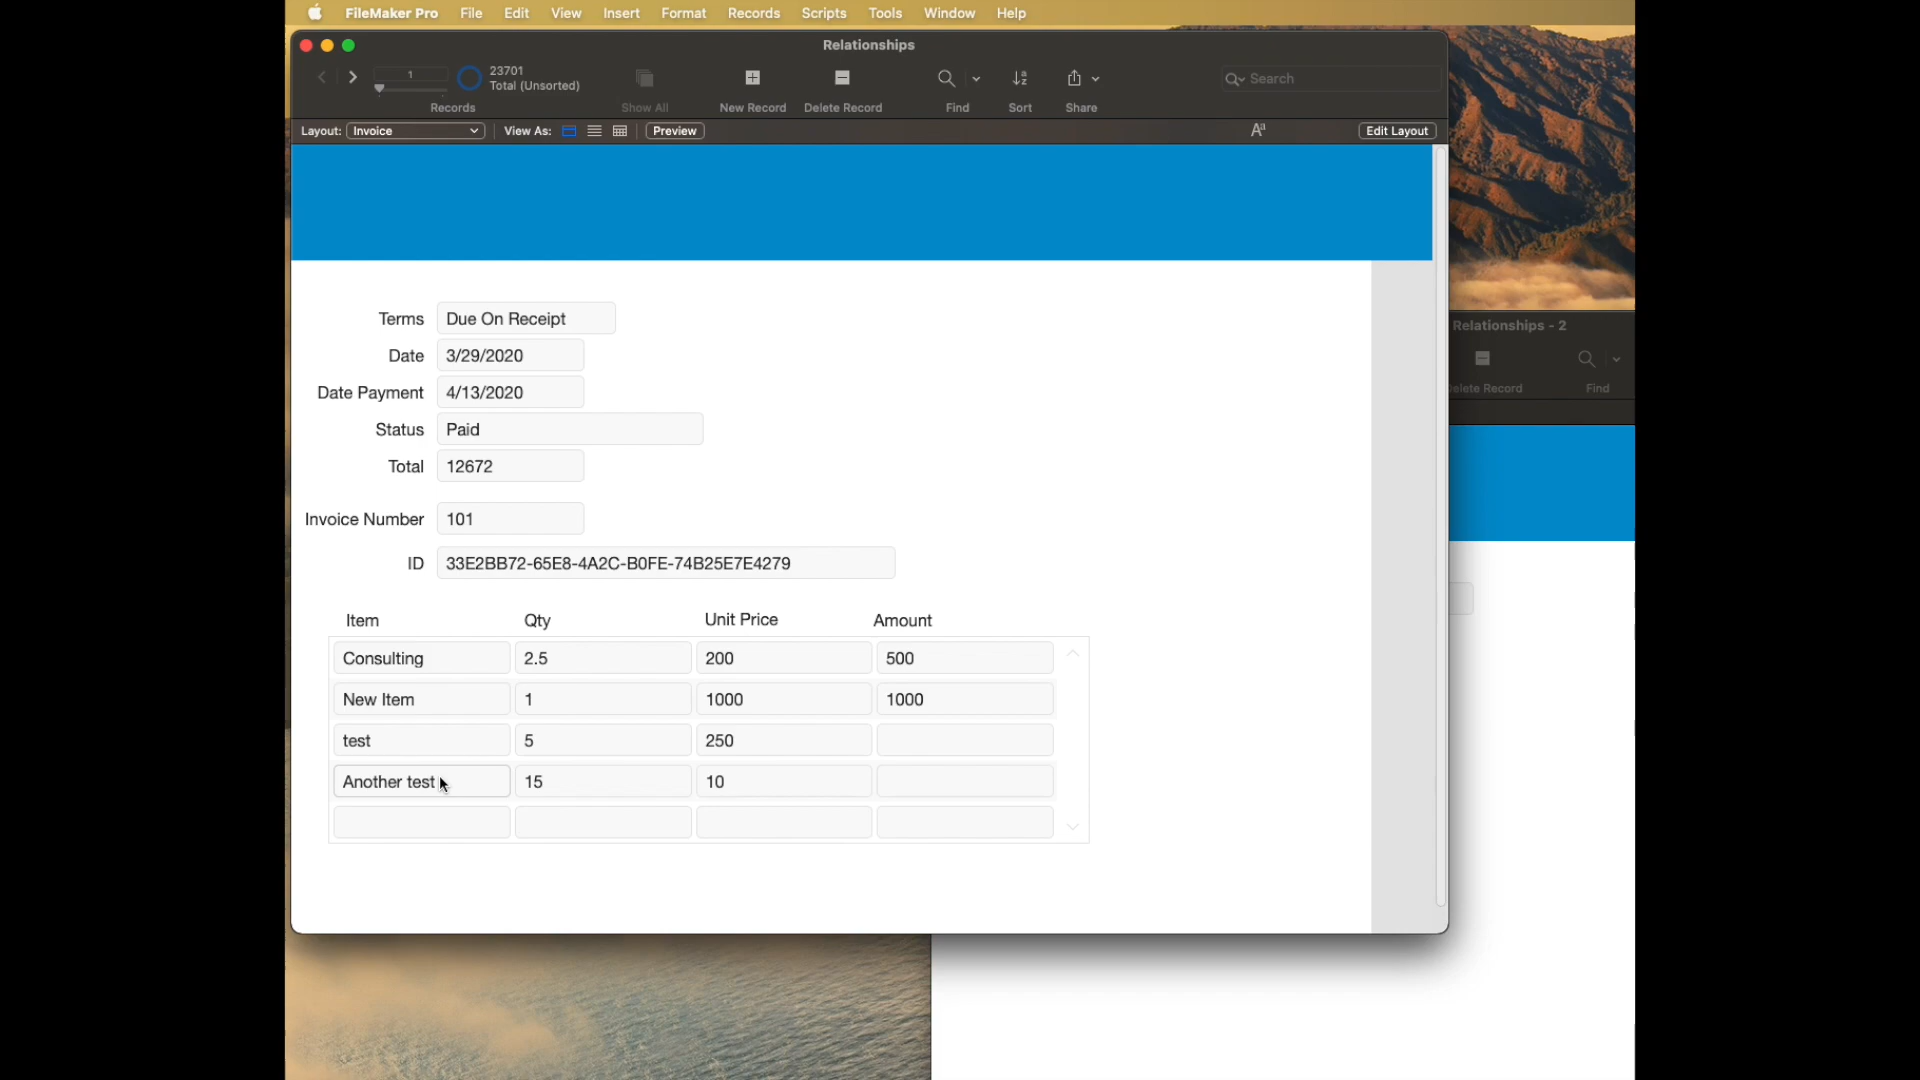 FileMaker Pro File Edit View Insert Format Records Scripts Tools Window Help
Relationships
1
23701
Total (Unsorted)
Search
Records Show All New Record Delete Record Find Sort Share
Layout: Invoice View As: Preview Aa Edit Layout
Terms Due On Receipt
Relationships - 2
Date 3/29/2020
Date Payment 4/13/2020
Delete Record Find
Status Paid
Total 12672
Invoice Number 101
ID 33E2BB72-65E8-4A2C-B0FE-74B25E7E4279
Item Qty Unit Price Amount
Consulting 2.5 200 500
New Item 1 1000 1000
test 5 250
Another test 15 10